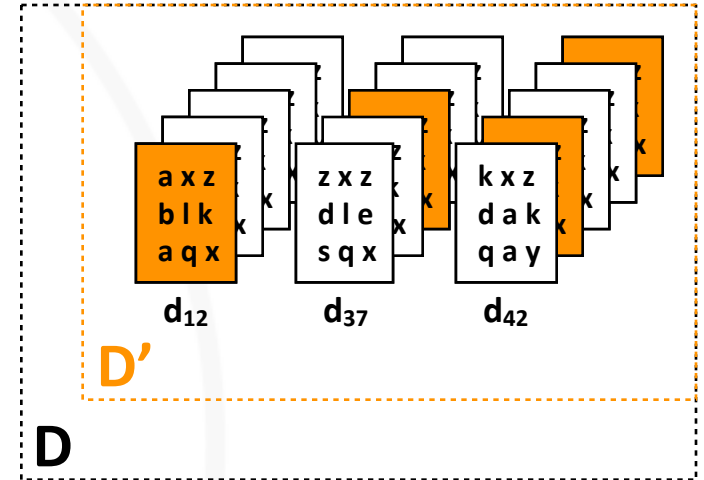 a x z
b l k
a q x
z x z
d l e
s q x
k x z
d a k
q a y
d₁₂
d₃₇
d₄₂
D’
D